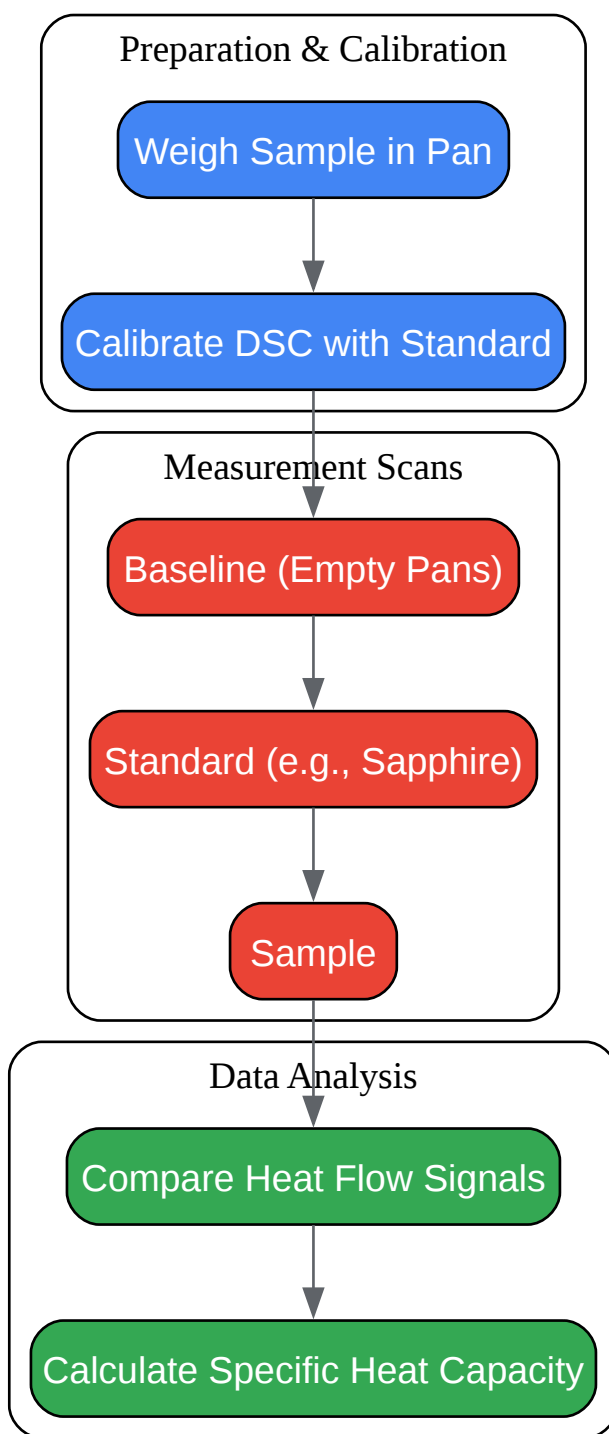 Preparation & Calibration
Weigh Sample in Pan
Calibrate DSC with Standard
Measurement Scans
Baseline (Empty Pans)
Standard (e.g., Sapphire)
Sample
Data Analysis
Compare Heat Flow Signals
Calculate Specific Heat Capacity